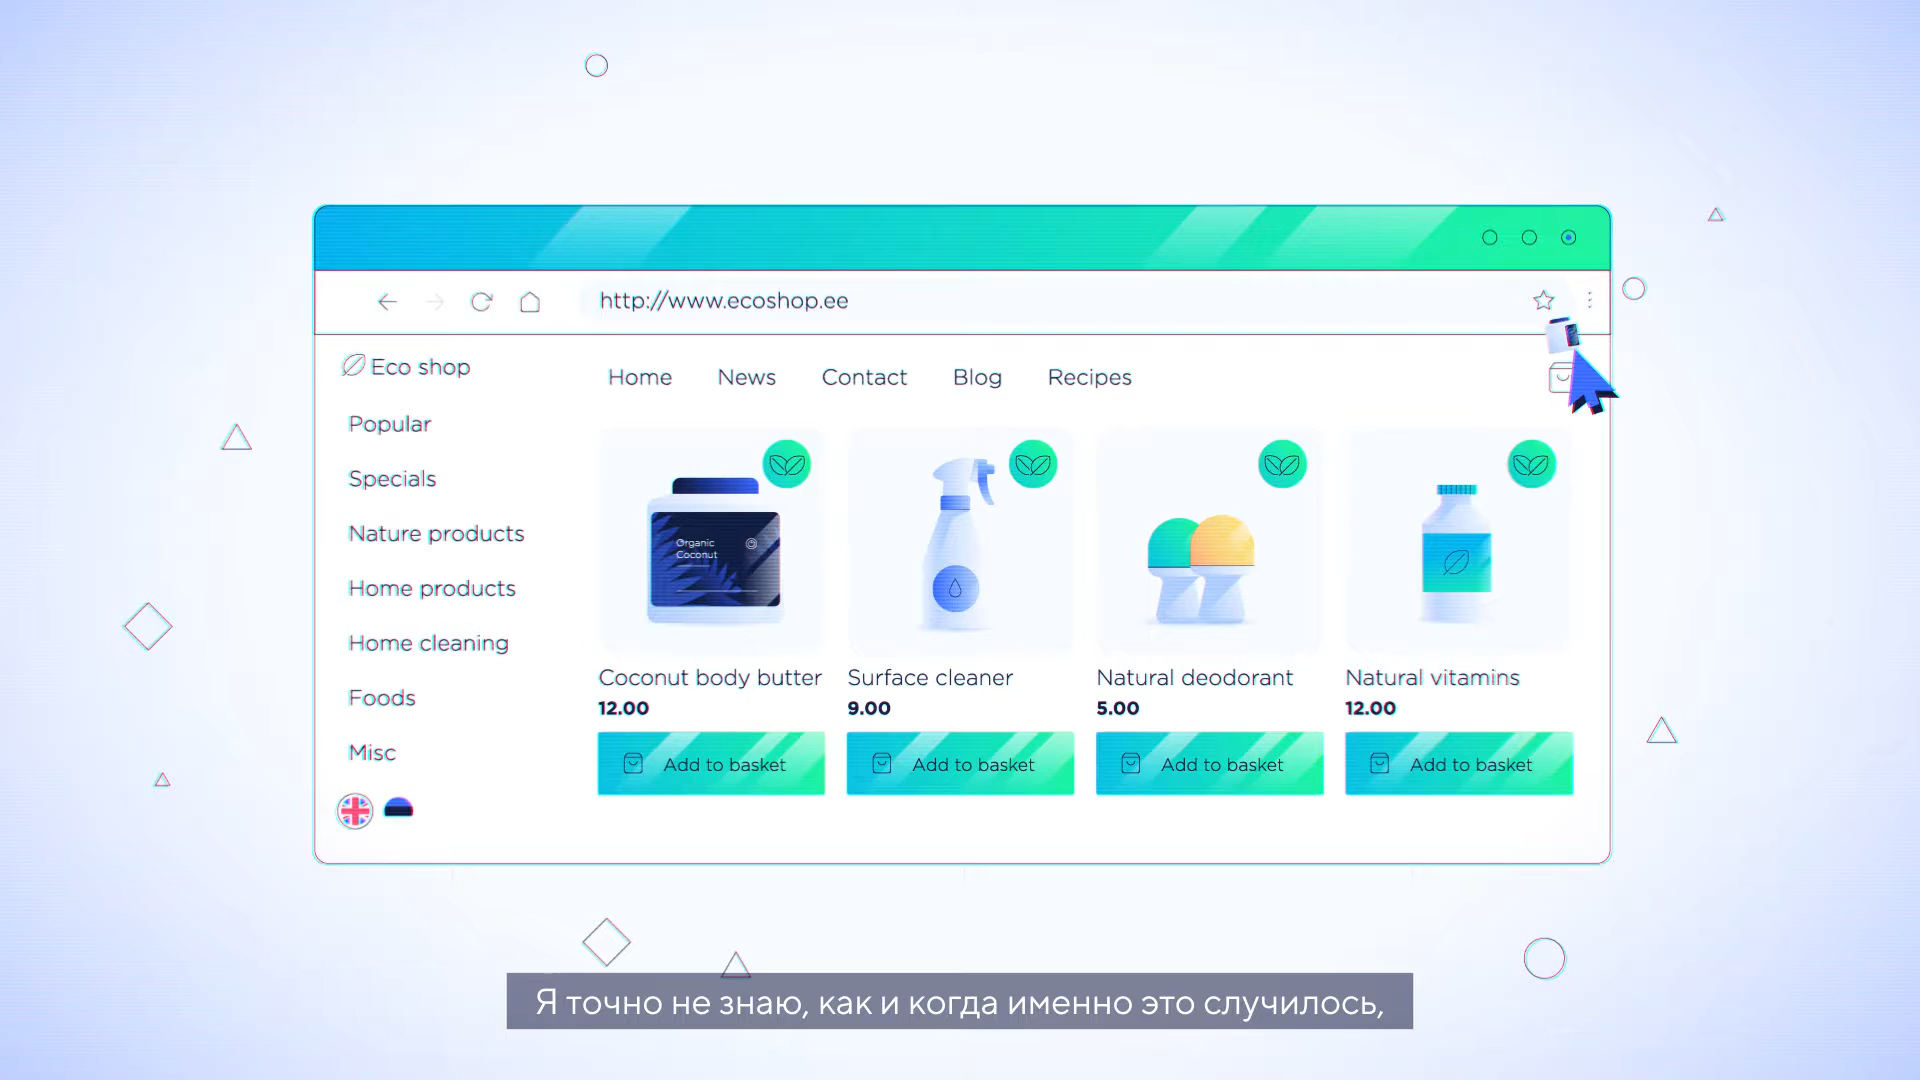 http://www.ecoshop.ee
Eco shop
Home News Contact Blog Recipes
Popular
Specials
Nature products
Home products
Home cleaning
Foods
Misc
Organic
Coconut
Coconut body butter
12.00
Add to basket
Surface cleaner
9.00
Add to basket
Natural deodorant
5.00
Add to basket
Natural vitamins
12.00
Add to basket
Я точно не знаю, как и когда именно это случилось,